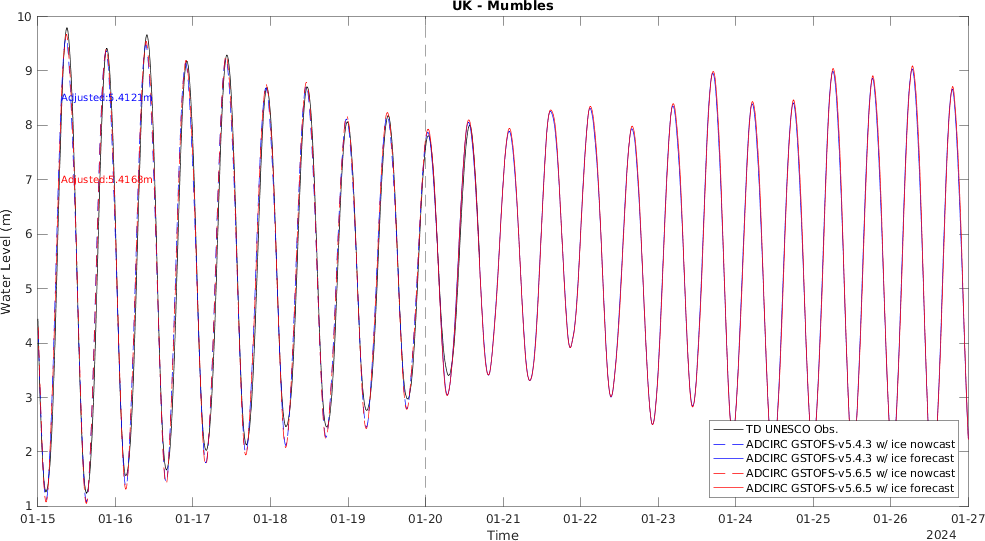 UK - Mumbles
10
9
8
7
6
5
4
3
2
1
Water Level (m)
Adjusted:5.4121m
Adjusted:5.4168m
TD UNESCO Obs.
ADCIRC GSTOFS-v5.4.3 w/ ice nowcast
ADCIRC GSTOFS-v5.4.3 w/ ice forecast
ADCIRC GSTOFS-v5.6.5 w/ ice nowcast
ADCIRC GSTOFS-v5.6.5 w/ ice forecast
01-15 01-16 01-17 01-18 01-19 01-20 01-21 01-22 01-23 01-24 01-25 01-26 01-27
Time
2024